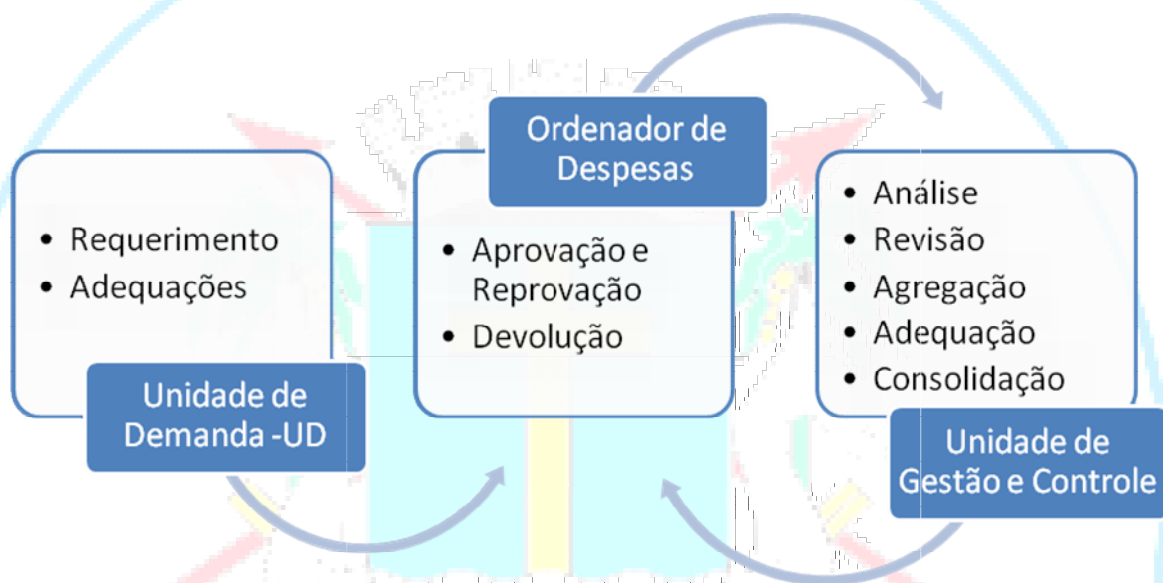 • Requerimento
• Adequações
Unidade de
Demanda -UD
Ordenador de
Despesas
• Aprovação e
Reprovação
• Devolução
• Análise
• Revisão
• Agregação
• Adequação
• Consolidação
Unidade de
Gestão e Controle